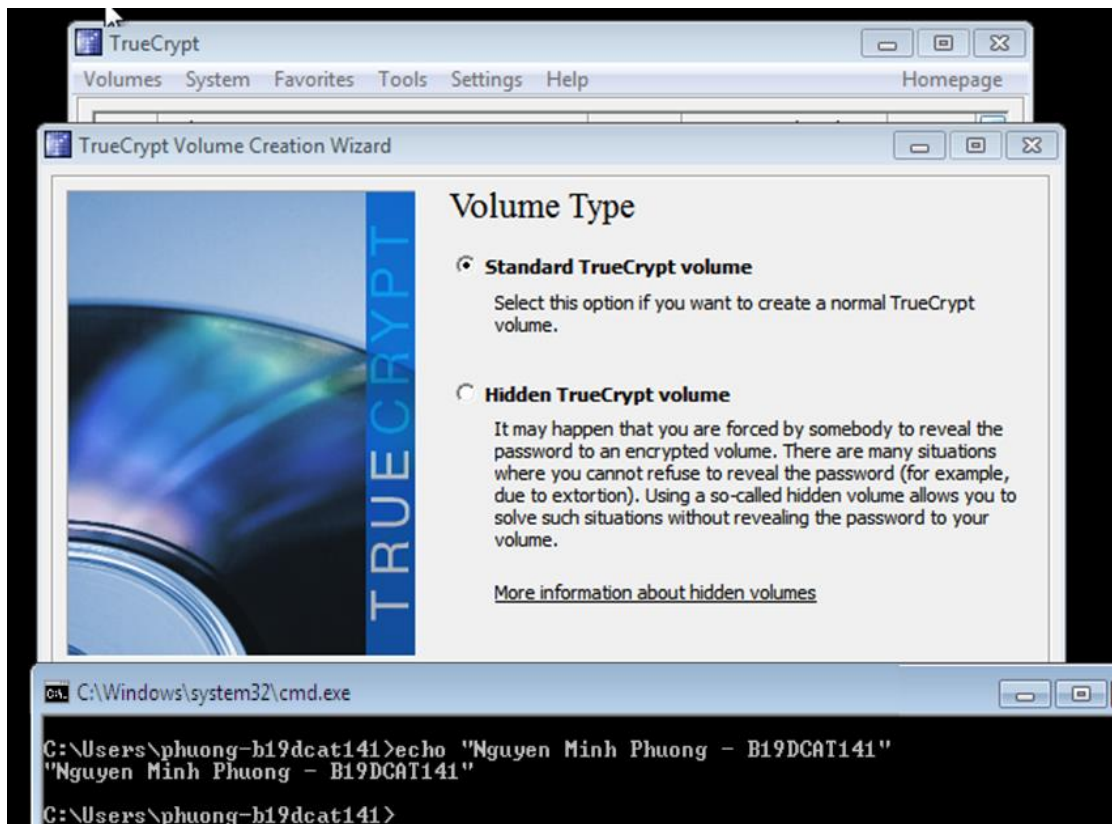 TrueCrypt
Volumes System Favorites Tools Settings Help Homepage
TrueCrypt Volume Creation Wizard
TRUECRYPT
Volume Type
Standard TrueCrypt volume
Select this option if you want to create a normal TrueCrypt
volume.
Hidden TrueCrypt volume
It may happen that you are forced by somebody to reveal the
password to an encrypted volume. There are many situations
where you cannot refuse to reveal the password (for example,
due to extortion). Using a so-called hidden volume allows you to
solve such situations without revealing the password to your
volume.
More information about hidden volumes
C:\Windows\system32\cmd.exe
C:\Users\phuong-b19dcat141>echo "Nguyen Minh Phuong - B19DCAT141"
"Nguyen Minh Phuong - B19DCAT141"
C:\Users\phuong-b19dcat141>